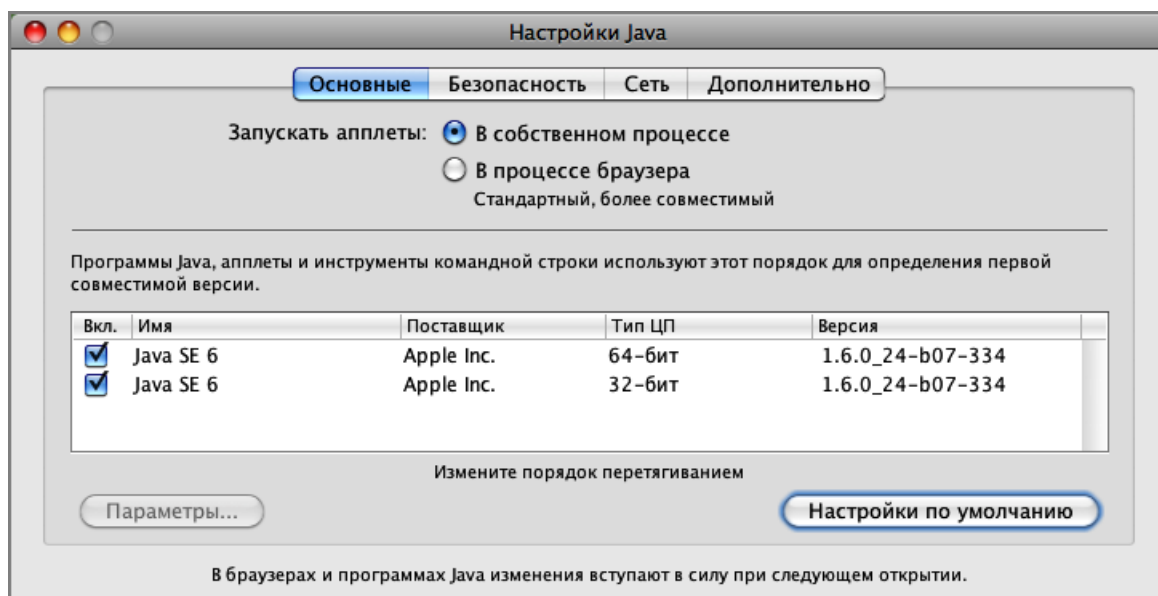 Настройки Java
Основные Безопасность Сеть Дополнительно
Запускать апплеты: В собственном процессе
В процессе браузера
Стандартный, более совместимый
Программы Java, апплеты и инструменты командной строки используют этот порядок для определения первой
совместимой версии.
Вкл. Имя Поставщик Тип ЦП Версия
Java SE 6 Apple Inc. 64-бит 1.6.0_24-b07-334
Java SE 6 Apple Inc. 32-бит 1.6.0_24-b07-334
Измените порядок перетягиванием
Параметры... Настройки по умолчанию
В браузерах и программах Java изменения вступают в силу при следующем открытии.